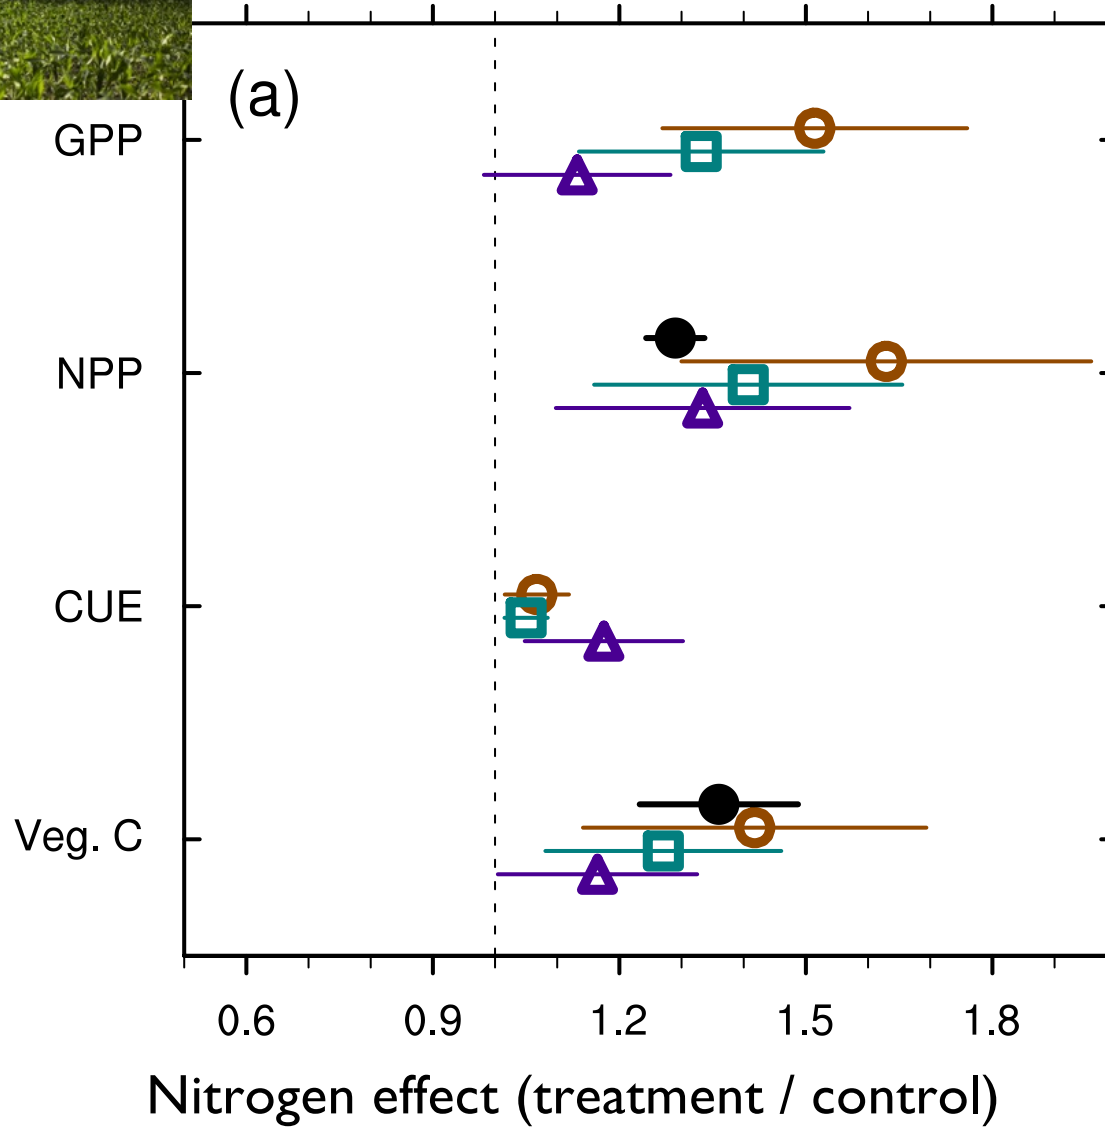 (a)
GPP
NPP
CUE
Veg. C
0.6 0.9 1.2 1.5 1.8
Nitrogen effect (treatment / control)